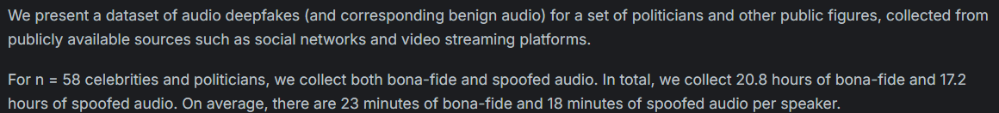 We present a dataset of audio deepfakes (and corresponding benign audio) for a set of politicians and other public figures, collected from
publicly available sources such as social networks and video streaming platforms.
For n = 58 celebrities and politicians, we collect both bona-fide and spoofed audio. In total, we collect 20.8 hours of bona-fide and 17.2
hours of spoofed audio. On average, there are 23 minutes of bona-fide and 18 minutes of spoofed audio per speaker.